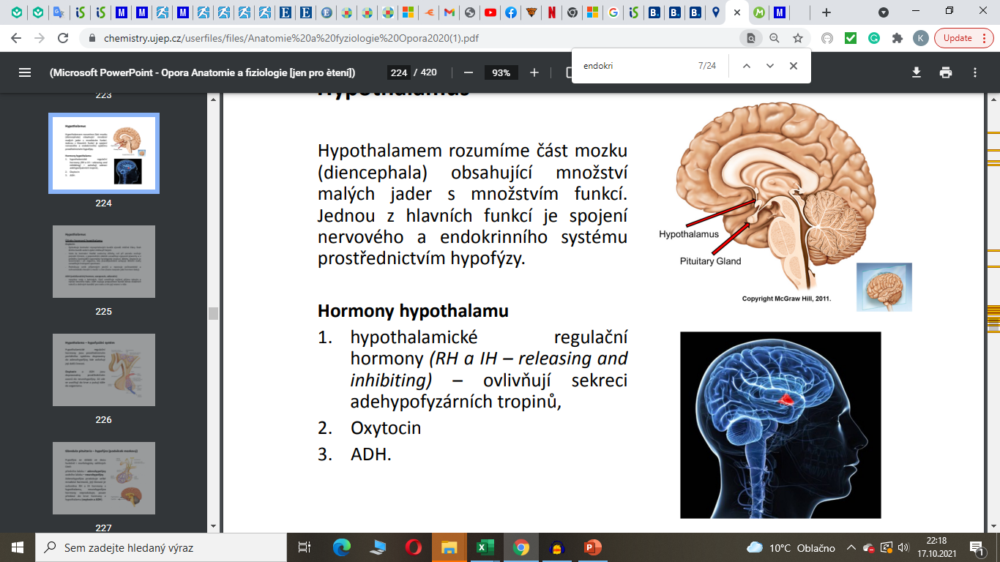 chemistry.ujep.cz/userfiles/files/Anatomie%20a%20fyziologie%20Opora2020(1).pdf
K
Update
(Microsoft PowerPoint - Opora Anatomie a fiziologie [jen pro ètení])
224 / 420
93%
endokri
7/24
223
224
225
226
227
Hypothalamus
Hypothalamem rozumíme část mozku
(diencephala) obsahující množství
malých jader s množstvím funkcí.
Jednou z hlavních funkcí je spojení
nervového a endokrinního systému
prostřednictvím hypofýzy.
Hormony hypothalamu
1. hypothalamické regulační
hormony (RH a IH – releasing and
inhibiting) – ovlivňují sekreci
adehypofyzárních tropinů,
2. Oxytocin
3. ADH.
Hypothalamus
Pituitary Gland
Copyright McGraw Hill, 2011.
Sem zadejte hledaný výraz
10°C Oblačno
22:18
17.10.2021
1